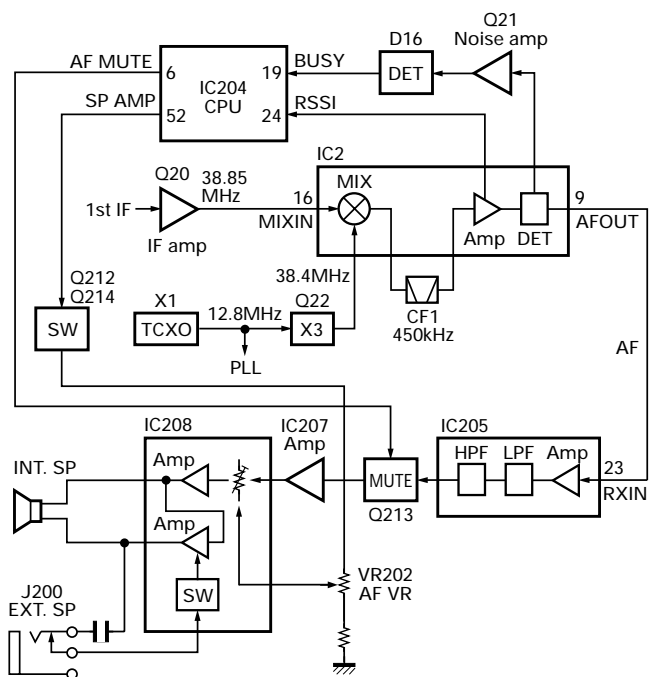 Q21
Noise amp
D16
DET
BUSY
19
RSSI
24
IC204
CPU
6
52
AF MUTE
SP AMP
IC2
MIX
16
MIXIN
Q20
38.85
MHz
1st IF
IF amp
Amp
DET
9
AFOUT
38.4MHz
CF1
450kHz
Q212
Q214
SW
X1
TCXO
12.8MHz
Q22
X3
PLL
AF
IC208
IC207
Amp
IC205
HPF
LPF
Amp
23
RXIN
MUTE
Q213
INT. SP
Amp
Amp
SW
VR202
AF VR
J200
EXT. SP